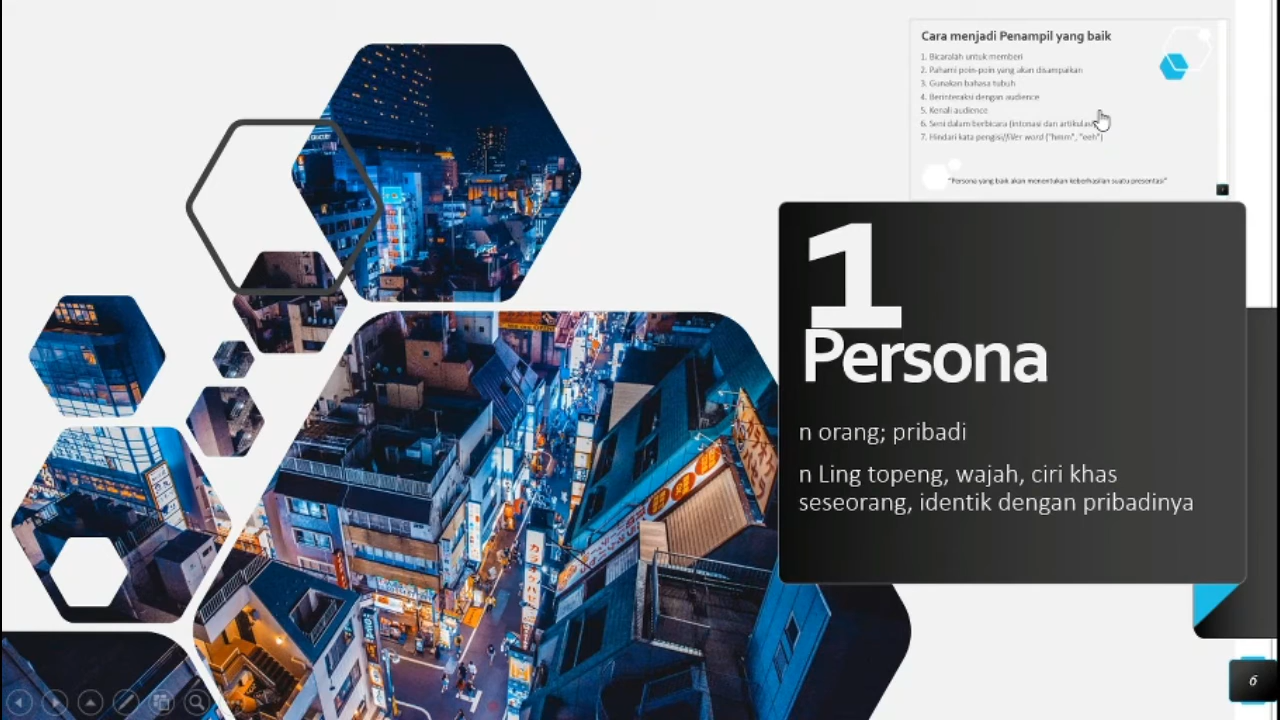 Cara menjadi Penampil yang baik
1. Bicaralah untuk memberi
2. Pahami poin-poin yang akan disampaikan
3. Gunakan bahasa tubuh
4. Berinteraksi dengan audience
5. Kenali audience
6. Seni dalam berbicara (intonasi dan artikulasi
7. Hindari kata pengisi/filler word ("hmm", "eeh")
"Persona yang baik akan menentukan keberhasilan suatu presentasi"
1
Persona
n orang; pribadi
n Ling topeng, wajah, ciri khas
seseorang, identik dengan pribadinya
6